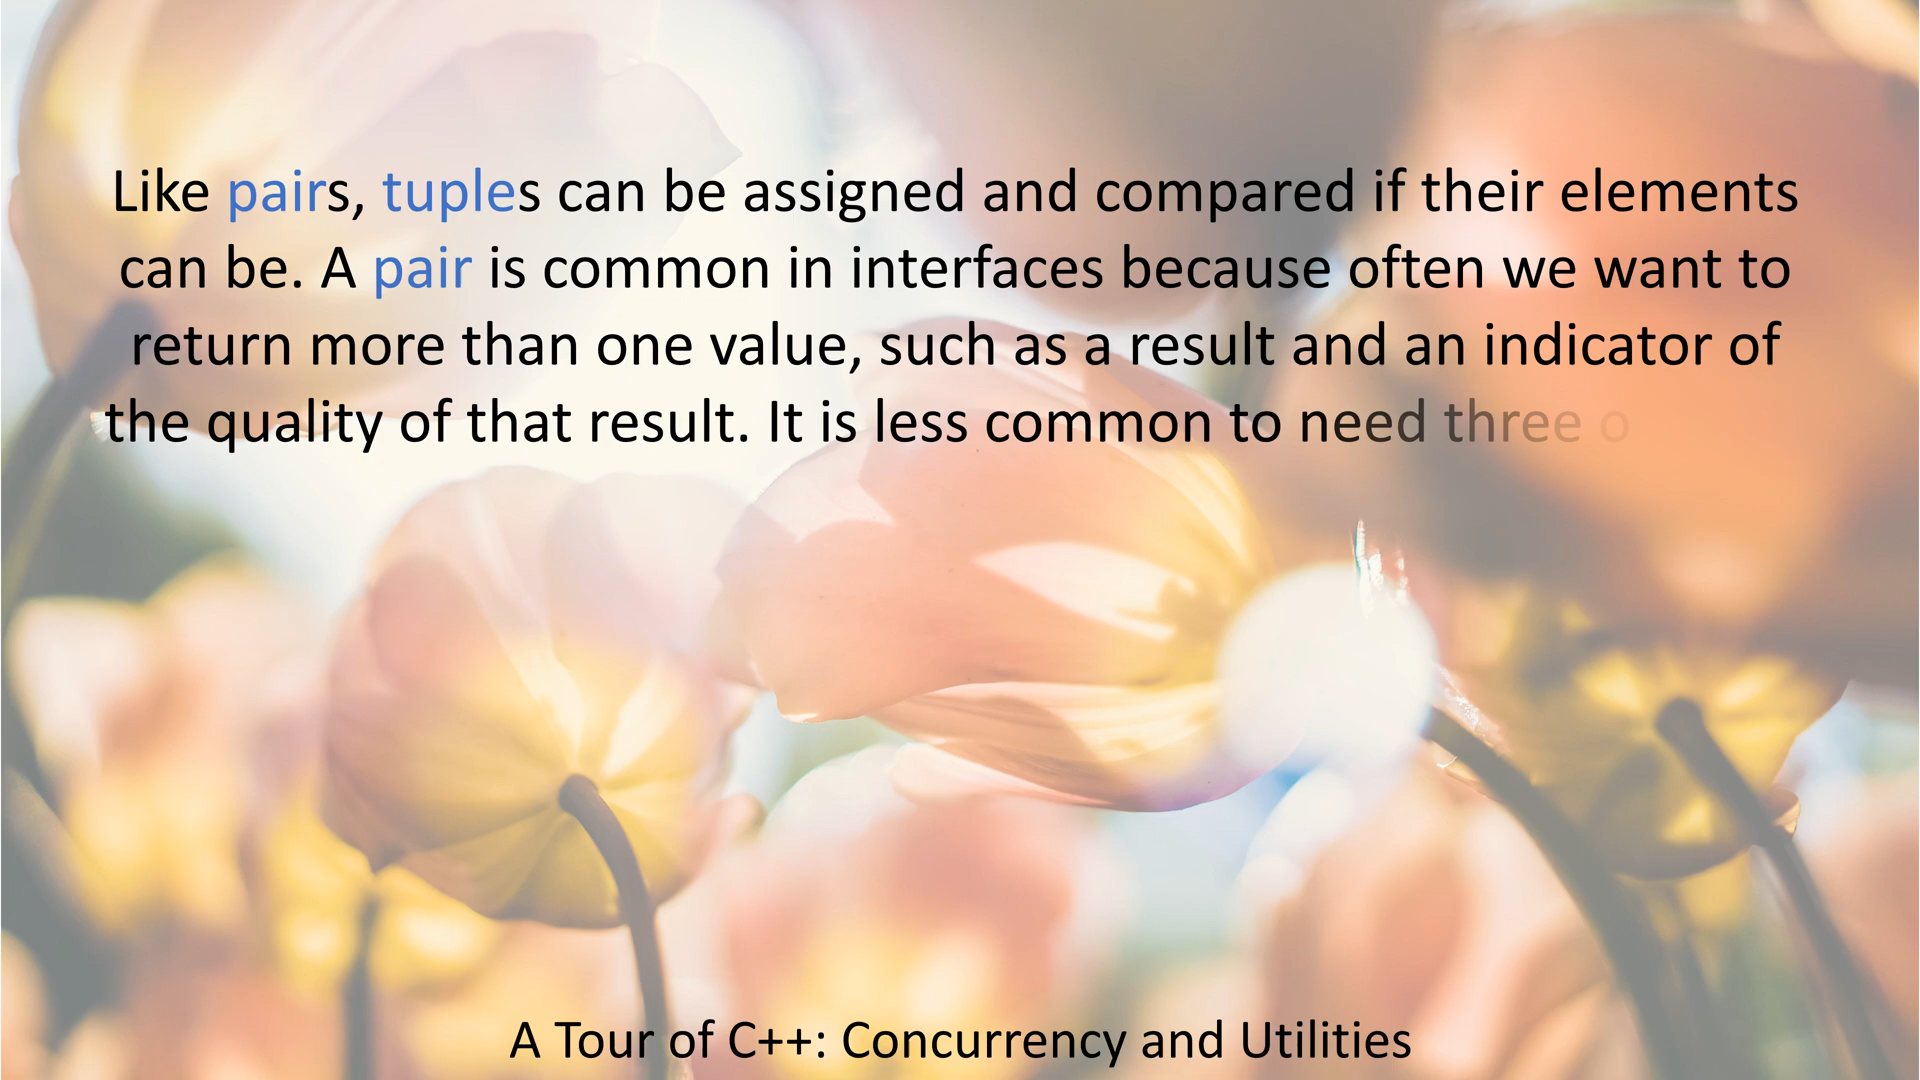 Like pairs, tuples can be assigned and compared if their elements
can be. A pair is common in interfaces because often we want to
return more than one value, such as a result and an indicator of
the quality of that result. It is less common to need three o
A Tour of C++: Concurrency and Utilities